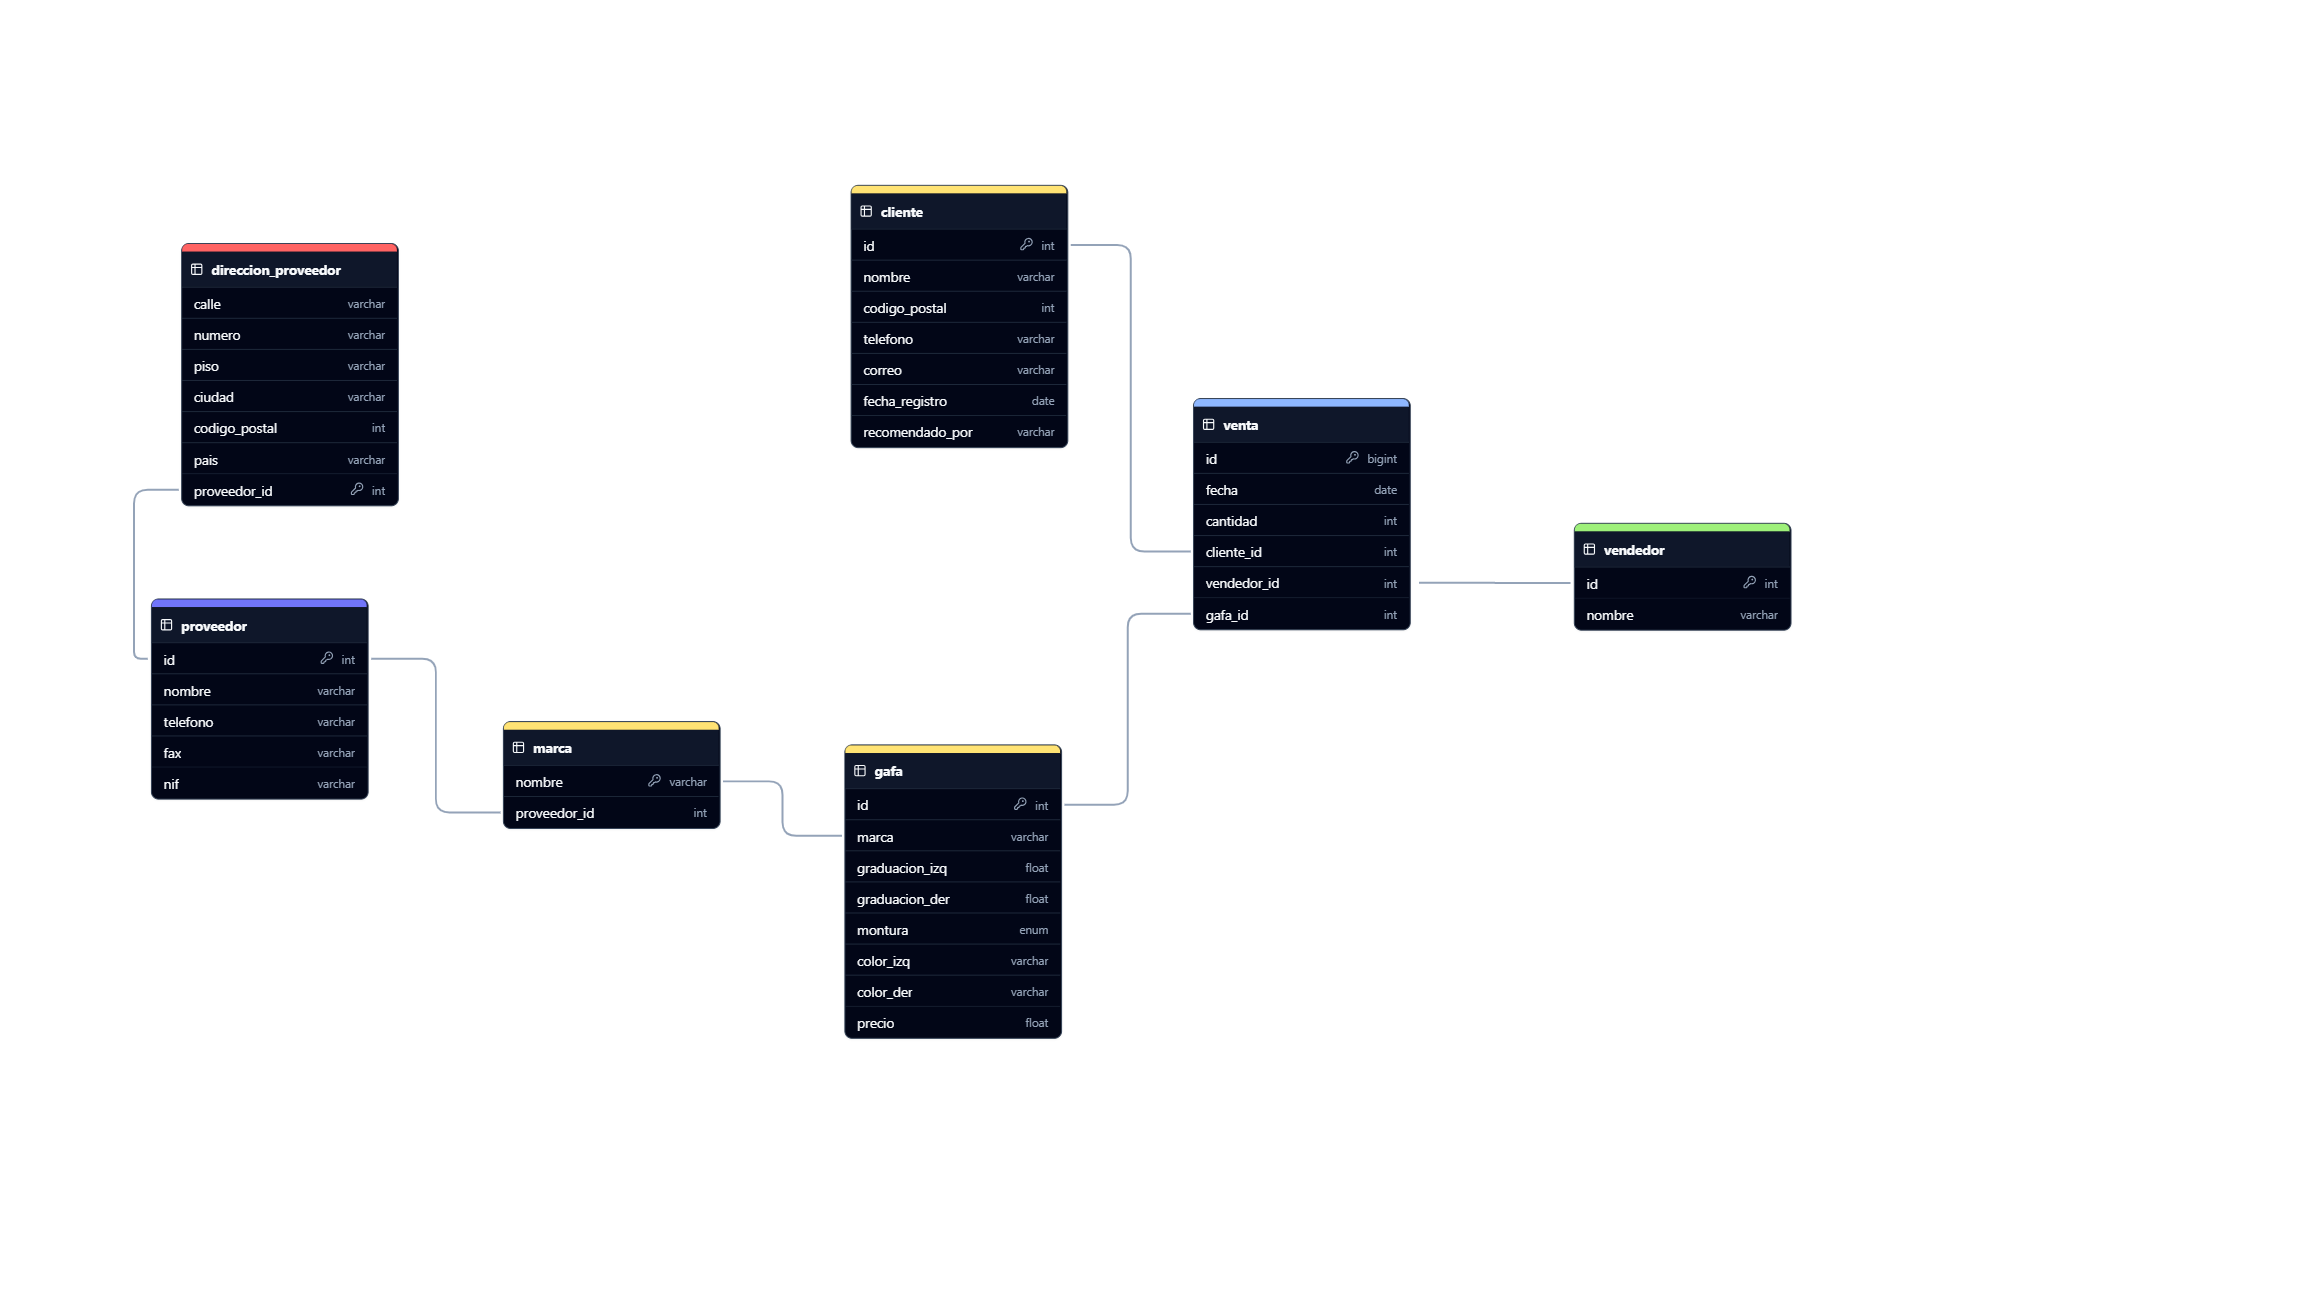 direccion_proveedor
calle varchar
numero varchar
piso varchar
ciudad varchar
codigo_postal int
pais varchar
proveedor_id int
proveedor
id int
nombre varchar
telefono varchar
fax varchar
nif varchar
marca
nombre varchar
proveedor_id int
cliente
id int
nombre varchar
codigo_postal int
telefono varchar
correo varchar
fecha_registro date
recomendado_por varchar
gafa
id int
marca varchar
graduacion_izq float
graduacion_der float
montura enum
color_izq varchar
color_der varchar
precio float
venta
id bigint
fecha date
cantidad int
cliente_id int
vendedor_id int
gafa_id int
vendedor
id int
nombre varchar